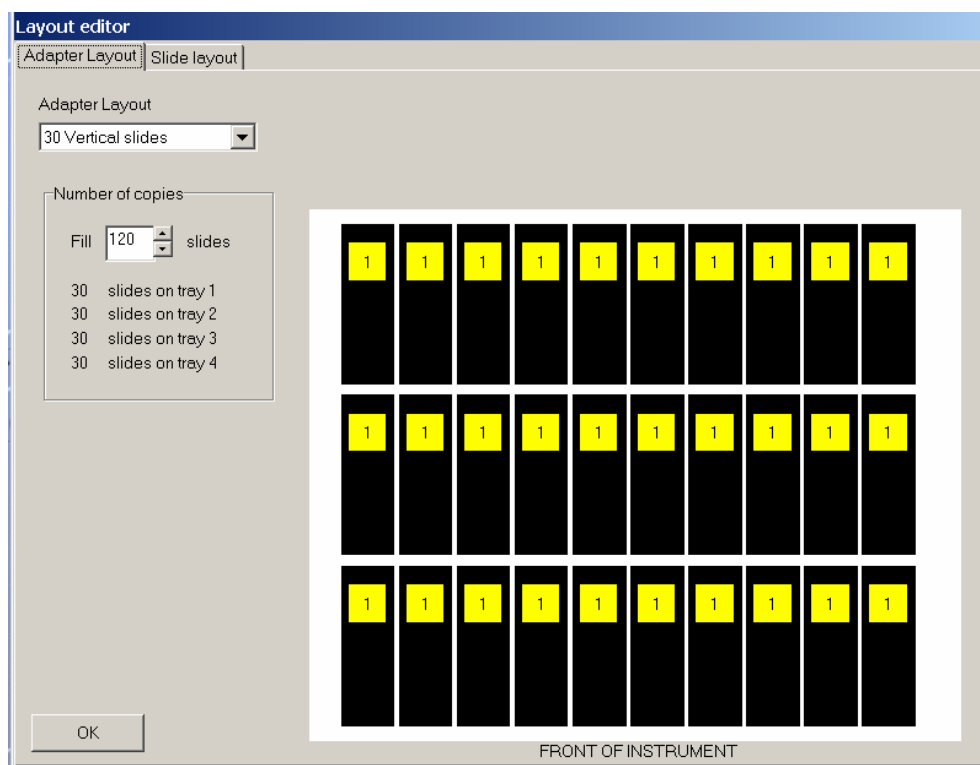 Layout editor
Adapter Layout Slide layout
Adapter Layout
30 Vertical slides
Number of copies
Fill 120 slides
30 slides on tray 1
30 slides on tray 2
30 slides on tray 3
30 slides on tray 4
1 1 1 1 1 1 1 1 1 1
1 1 1 1 1 1 1 1 1 1
1 1 1 1 1 1 1 1 1 1
OK
FRONT OF INSTRUMENT